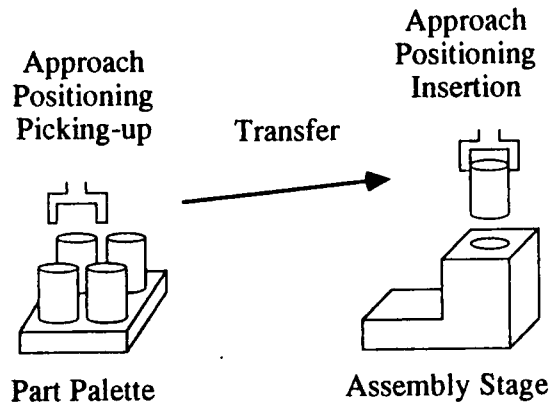 Approach
Positioning
Picking-up
Transfer
Approach
Positioning
Insertion
Part Palette
Assembly Stage